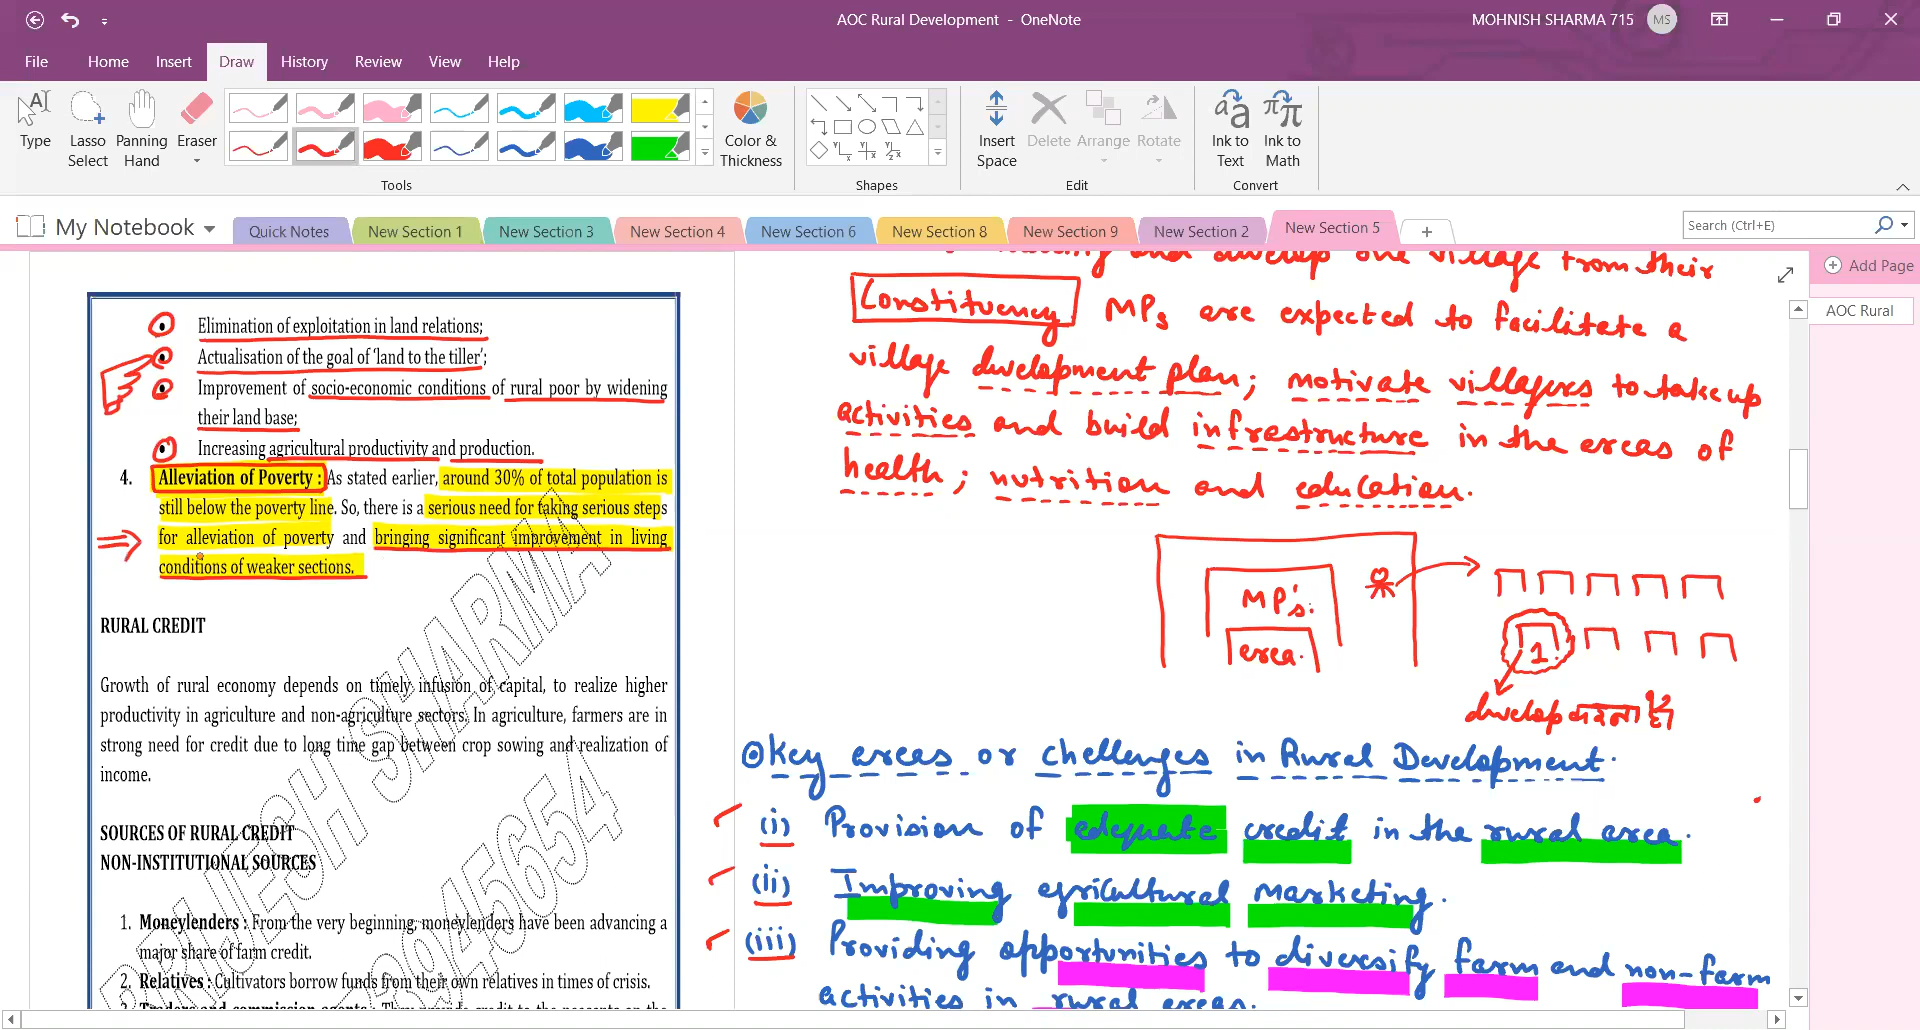 AOC Rural Development - OneNote
MOHNISH SHARMA 715
MS
File
Home
Insert
Draw
History
Review
View
Help
Type
Lasso
Select
Panning
Hand
Eraser
Color &
Thickness
Insert
Space
Delete
Arrange
Rotate
Ink to
Text
Ink to
Math
Tools
Shapes
Edit
Convert
My Notebook
Quick Notes
New Section 1
New Section 3
New Section 4
New Section 6
New Section 8
New Section 9
New Section 2
New Section 5
Search (Ctrl+E)
Add Page
AOC Rural
Elimination of exploitation in land relations;
Actualisation of the goal of 'land to the tiller';
Improvement of socio-economic conditions of rural poor by widening
their land base;
Increasing agricultural productivity and production.
4. Alleviation of Poverty : As stated earlier, around 30% of total population is
still below the poverty line. So, there is a serious need for taking serious steps
for alleviation of poverty and bringing significant improvement in living
conditions of weaker sections.
RURAL CREDIT
Growth of rural economy depends on timely infusion of capital, to realize higher
productivity in agriculture and non-agriculture sectors. In agriculture, farmers are in
strong need for credit due to long time gap between crop sowing and realization of
income.
SOURCES OF RURAL CREDIT
NON-INSTITUTIONAL SOURCES
1. Moneylenders : From the very beginning, moneylenders have been advancing a
major share of farm credit.
2. Relatives : Cultivators borrow funds from their own relatives in times of crisis.
BRIJESH SHARMA
and develop one village from their
Constituency MPs are expected to facilitate a
village development plan; motivate villagers to take up
activities and build infrastructure in the areas of
health; nutrition and education.
MP's.
area.
1
develop करना है
Key areas or challenges in Rural Development.
(i) Provision of adequate credit in the rural area.
(ii) Improving agricultural marketing.
(iii) Providing opportunities to diversify farm and non-farm
activities in rural areas.